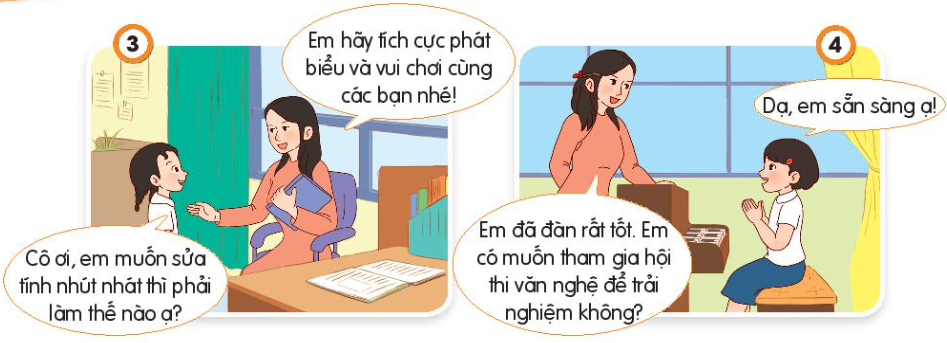 3
Em hãy tích cực phát
biểu và vui chơi cùng
các bạn nhé!
Cô ơi, em muốn sửa
tính nhút nhát thì phải
làm thế nào ạ?
4
Dạ, em sẵn sàng ạ!
Em đã đàn rất tốt. Em
có muốn tham gia hội
thi văn nghệ để trải
nghiệm không?